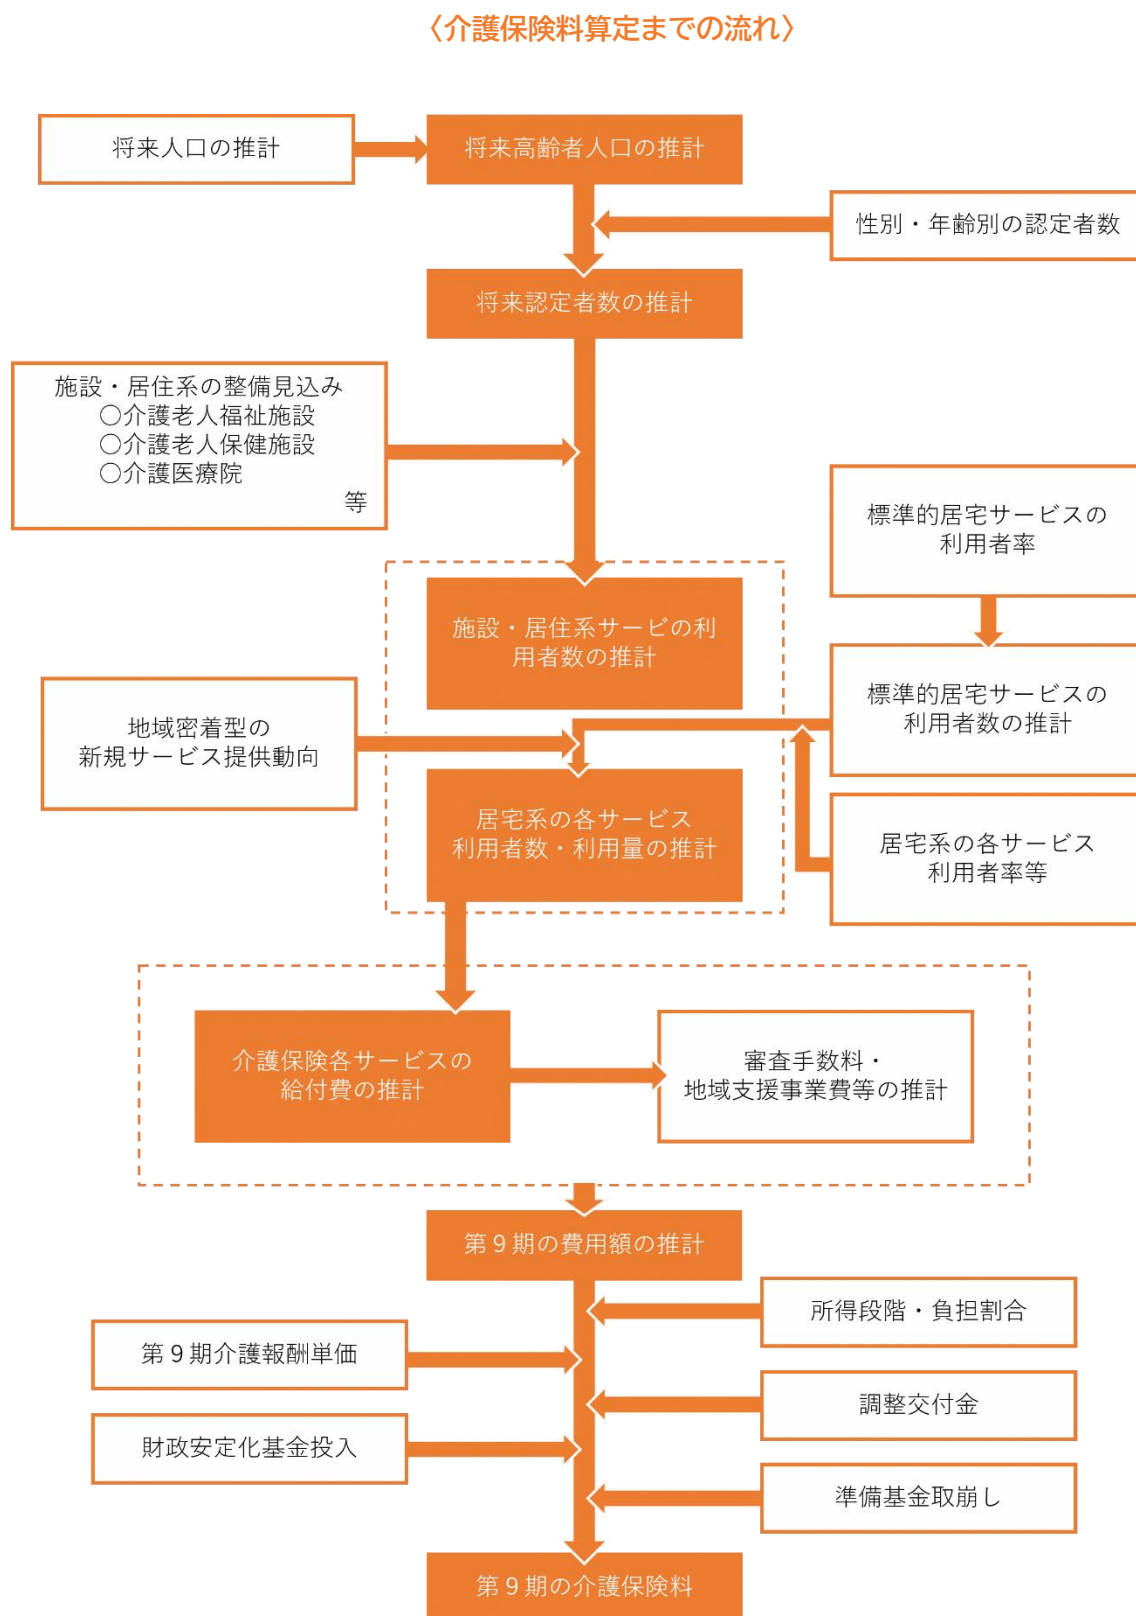 〈介護保険料算定までの流れ〉
将来人口の推計
将来高齢者人口の推計
性別・年齢別の認定者数
将来認定者数の推計
施設・居住系の整備見込み
○介護老人福祉施設
○介護老人保健施設
○介護医療院
等
標準的居宅サービスの
利用者率
施設・居住系サービの利
用者数の推計
標準的居宅サービスの
利用者数の推計
地域密着型の
新規サービス提供動向
居宅系の各サービス
利用者数・利用量の推計
居宅系の各サービス
利用者率等
介護保険各サービスの
給付費の推計
審査手数料・
地域支援事業費等の推計
第9期の費用額の推計
所得段階・負担割合
第9期介護報酬単価
調整交付金
財政安定化基金投入
準備基金取崩し
第9期の介護保険料